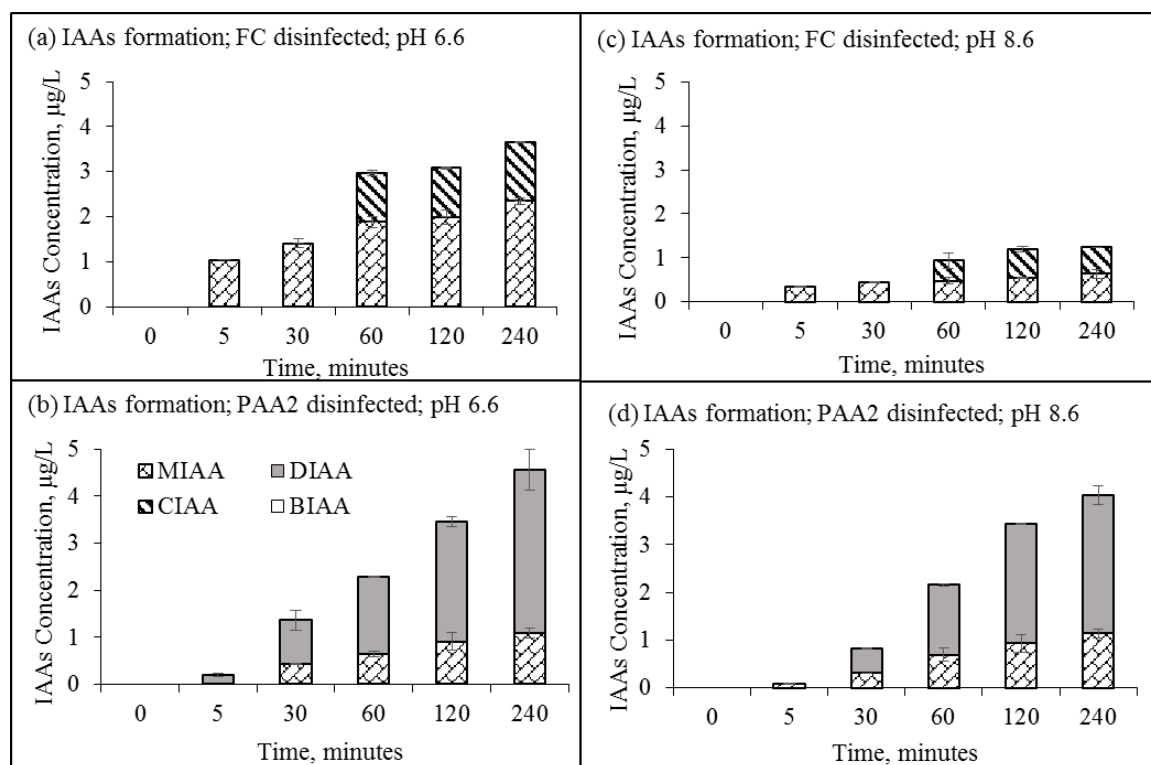 (a) IAAs formation; FC disinfected; pH 6.6
IAAs Concentration, µg/L
5
4
3
2
1
0
0 5 30 60 120 240
Time, minutes
(c) IAAs formation; FC disinfected; pH 8.6
IAAs Concentration, µg/L
5
4
3
2
1
0
0 5 30 60 120 240
Time, minutes
(b) IAAs formation; PAA2 disinfected; pH 6.6
IAAs Concentration, µg/L
5
4
3
2
1
0
MIAA DIAA
CIAA BIAA
0 5 30 60 120 240
Time, minutes
(d) IAAs formation; PAA2 disinfected; pH 8.6
IAAs Concentration, µg/L
5
4
3
2
1
0
0 5 30 60 120 240
Time, minutes